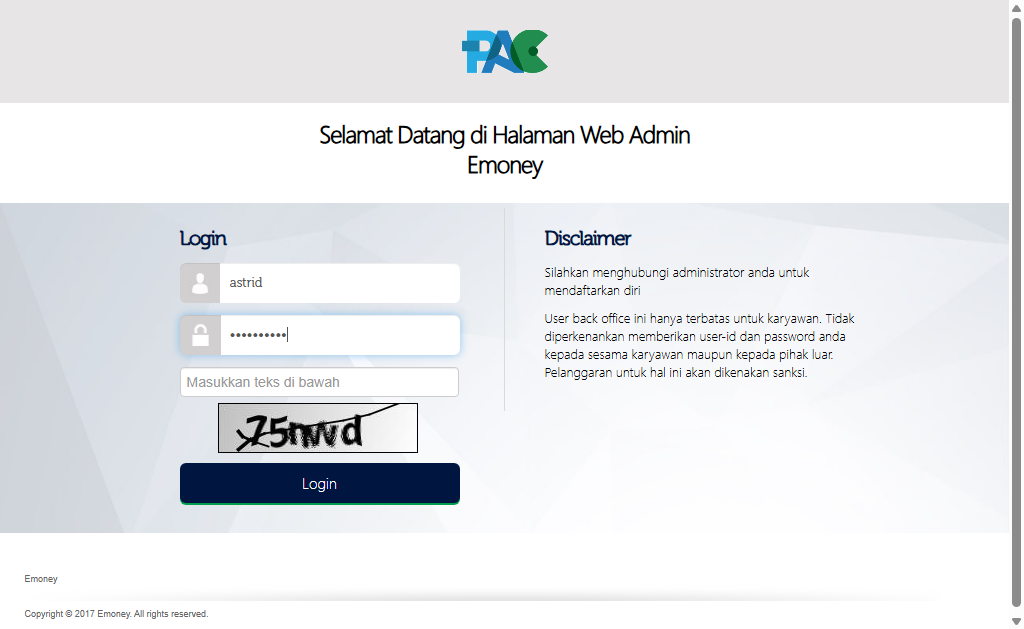 PAC
Selamat Datang di Halaman Web Admin
Emoney
Login
astrid
••••••••••
Masukkan teks di bawah
Login
Disclaimer
Silahkan menghubungi administrator anda untuk
mendaftarkan diri
User back office ini hanya terbatas untuk karyawan. Tidak
diperkenankan memberikan user-id dan password anda
kepada sesama karyawan maupun kepada pihak luar.
Pelanggaran untuk hal ini akan dikenakan sanksi.
Emoney
Copyright © 2017 Emoney. All rights reserved.